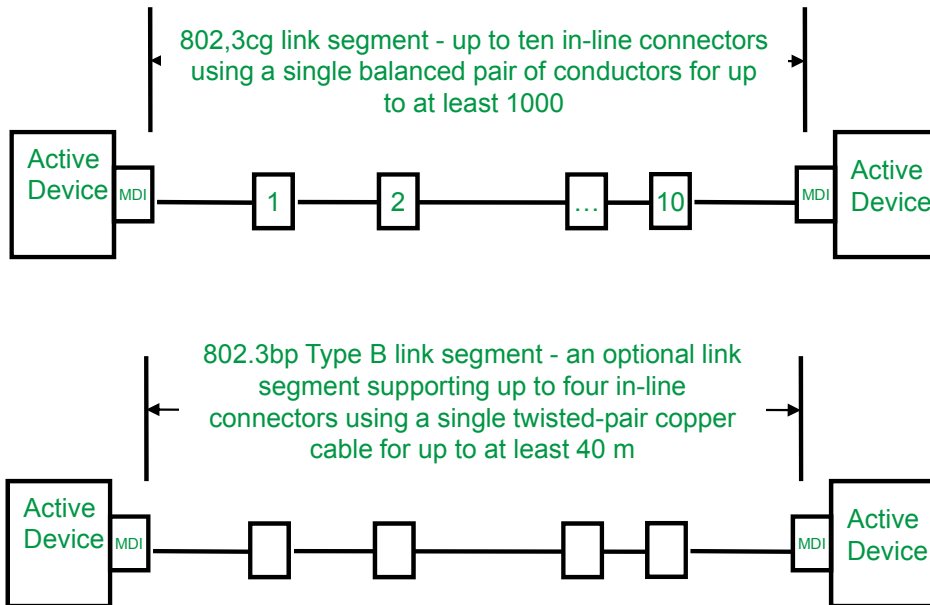 802,3cg link segment - up to ten in-line connectors
using a single balanced pair of conductors for up
to at least 1000
Active
Device
MDI
1
2
...
10
MDI
Active
Device
802.3bp Type B link segment - an optional link
segment supporting up to four in-line
connectors using a single twisted-pair copper
cable for up to at least 40 m
Active
Device
MDI
MDI
Active
Device